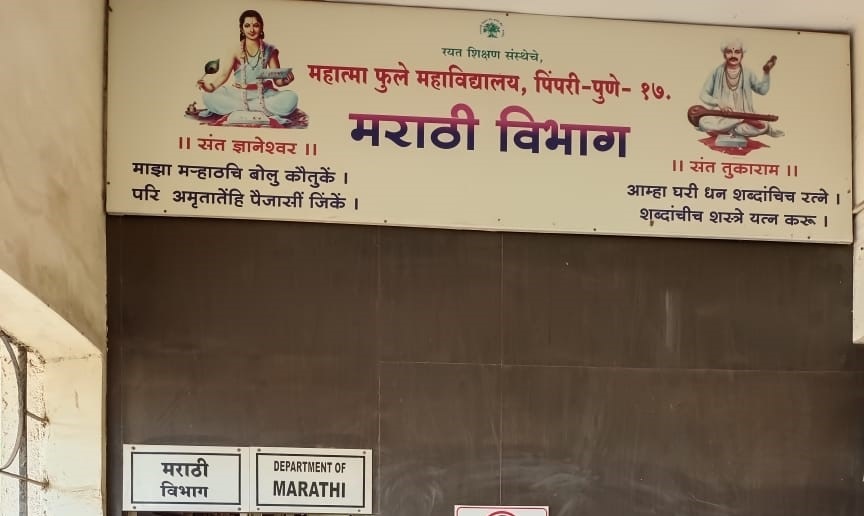 रयत शिक्षण संस्थेचे,
महात्मा फुले महाविद्यालय, पिंपरी-पुणे- १७.
मराठी विभाग
।। संत ज्ञानेश्वर ।।
माझा मऱ्हाठचि बोलु कौतुकें ।
परि अमृतातेंहि पैजासीं जिंकें ।
।। संत तुकाराम ।।
आम्हा घरी धन शब्दांचिच रत्ने ।
शब्दांचीच शस्त्रे यत्न करू ।
मराठी
विभाग
DEPARTMENT OF
MARATHI